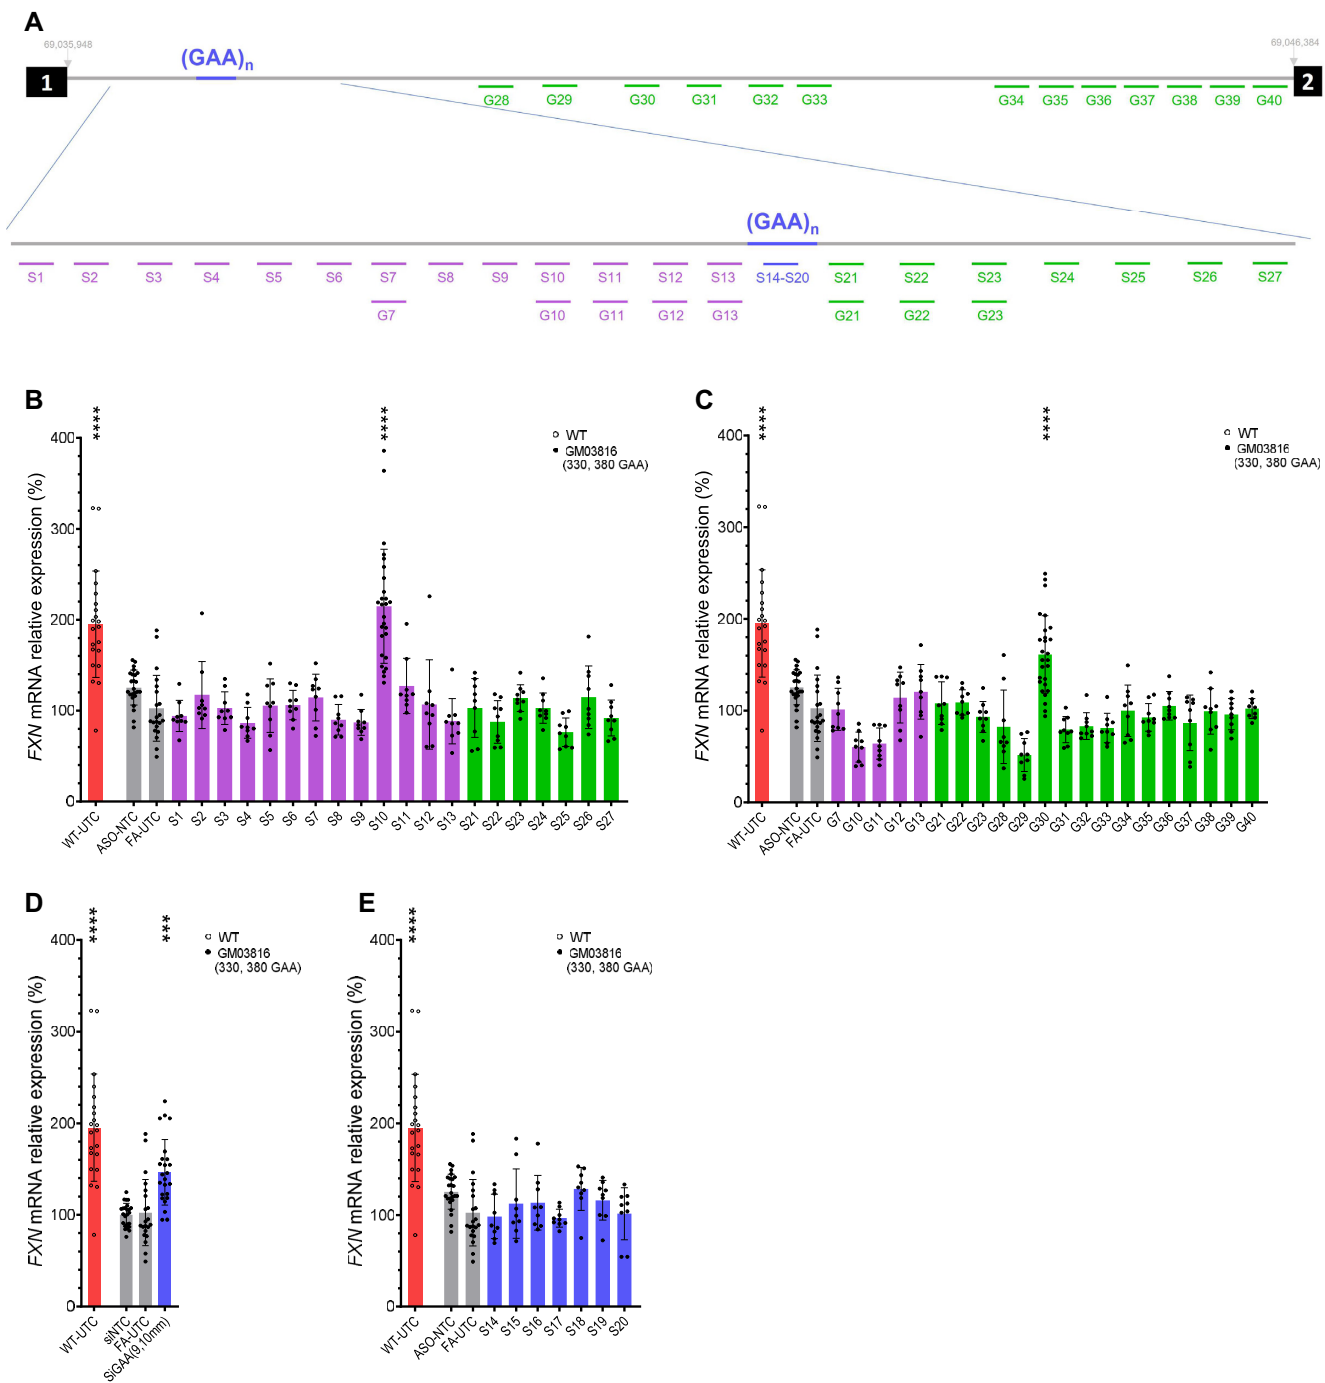 A
69,035,948
(GAA)n
69,046,384
1
2
G28 G29 G30 G31 G32 G33 G34 G35 G36 G37 G38 G39 G40
(GAA)n
S1 S2 S3 S4 S5 S6 S7 S8 S9 S10 S11 S12 S13 S14-S20 S21 S22 S23 S24 S25 S26 S27
G7 G10 G11 G12 G13 G21 G22 G23
B
****
****
WT
GM03816
(330, 380 GAA)
FXN mRNA relative expression (%)
400
300
200
100
0
WT-UTC ASO-NTC FA-UTC S1 S2 S3 S4 S5 S6 S7 S8 S9 S10 S11 S12 S13 S21 S22 S23 S24 S25 S26 S27
C
****
****
WT
GM03816
(330, 380 GAA)
FXN mRNA relative expression (%)
400
300
200
100
0
WT-UTC ASO-NTC FA-UTC G7 G10 G11 G12 G13 G21 G22 G23 G28 G29 G30 G31 G32 G33 G34 G35 G36 G37 G38 G39 G40
D
****
***
WT
GM03816
(330, 380 GAA)
FXN mRNA relative expression (%)
400
300
200
100
0
WT-UTC siNTC FA-UTC SiGAA(9,10mm)
E
****
WT
GM03816
(330, 380 GAA)
FXN mRNA relative expression (%)
400
300
200
100
0
WT-UTC ASO-NTC FA-UTC S14 S15 S16 S17 S18 S19 S20